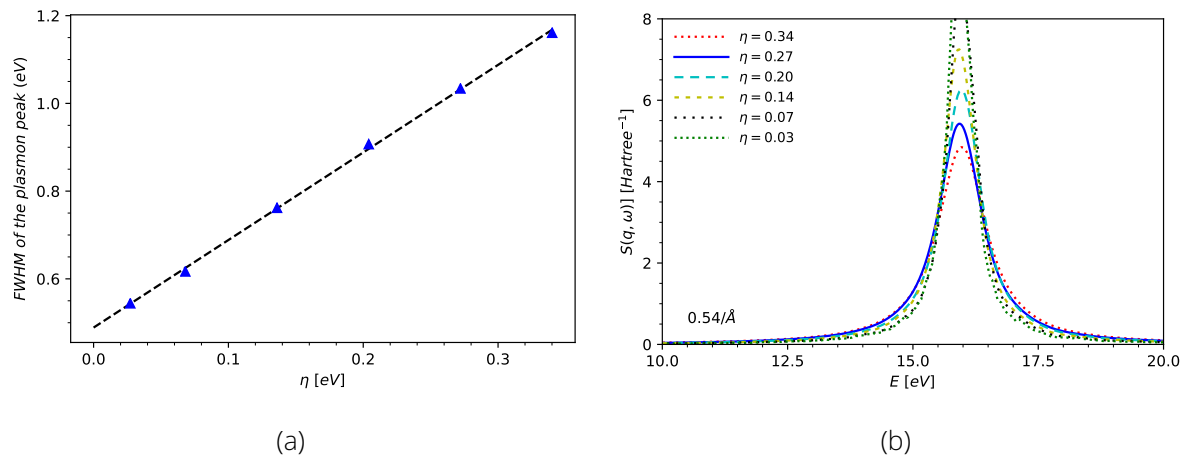 FWHM of the plasmon peak (eV)
1.2
1.0
0.8
0.6
0.0
0.1
0.2
0.3
η [eV]
(a)
S(q, ω)] [Hartree⁻¹]
8
6
4
2
0
η = 0.34
η = 0.27
η = 0.20
η = 0.14
η = 0.07
η = 0.03
0.54/Å
10.0
12.5
15.0
17.5
20.0
E [eV]
(b)